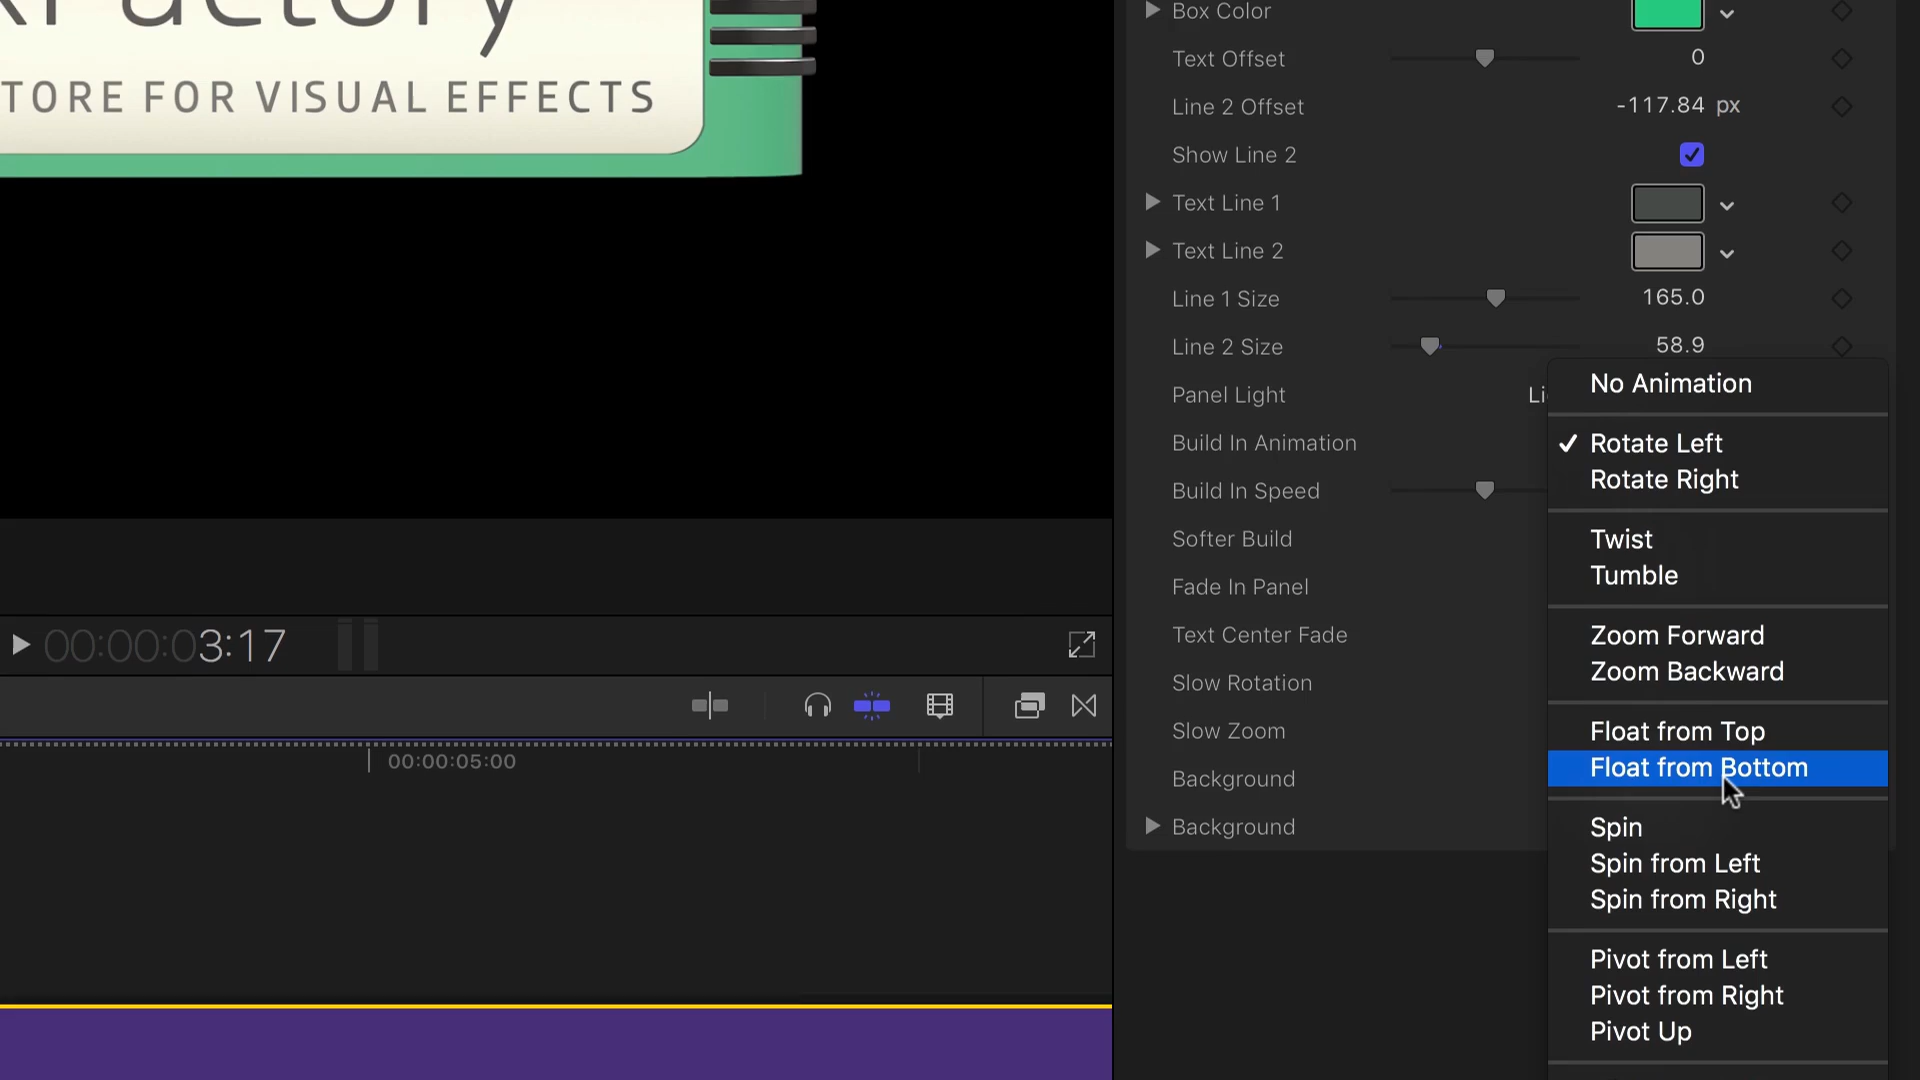 Factory
TORE FOR VISUAL EFFECTS
Box Color
Text Offset 0
Line 2 Offset -117.84 px
Show Line 2
Text Line 1
Text Line 2
Line 1 Size 165.0
Line 2 Size 58.9
Panel Light Li
Build In Animation
Build In Speed
Softer Build
Fade In Panel
Text Center Fade
Slow Rotation
Slow Zoom
Background
Background
No Animation
Rotate Left
Rotate Right
Twist
Tumble
Zoom Forward
Zoom Backward
Float from Top
Float from Bottom
Spin
Spin from Left
Spin from Right
Pivot from Left
Pivot from Right
Pivot Up
00:00:03:17
00:00:05:00